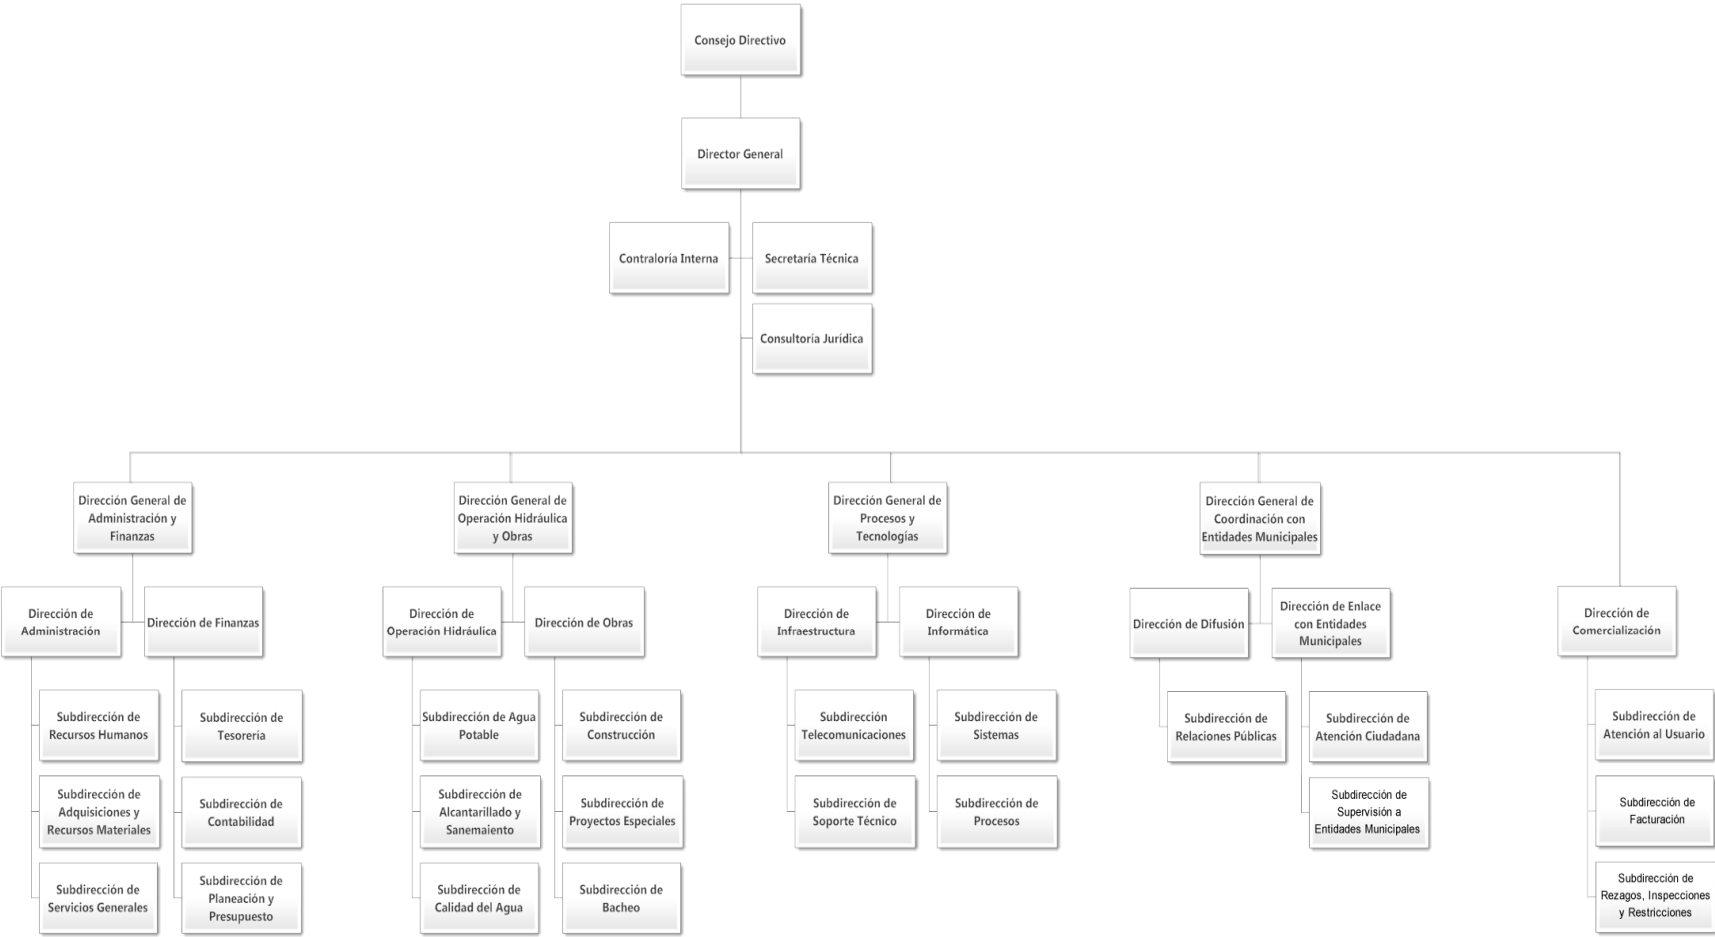 Consejo Directivo
Director General
Contraloría Interna
Secretaría Técnica
Consultoría Jurídica
Dirección General de
Administración y
Finanzas
Dirección General de
Operación Hidráulica
y Obras
Dirección General de
Procesos y
Tecnologías
Dirección General de
Coordinación con
Entidades Municipales
Dirección de
Administración
Dirección de Finanzas
Dirección de
Operación Hidráulica
Dirección de Obras
Dirección de
Infraestructura
Dirección de
Informática
Dirección de Difusión
Dirección de Enlace
con Entidades
Municipales
Dirección de
Comercialización
Subdirección de
Recursos Humanos
Subdirección de
Tesorería
Subdirección de Agua
Potable
Subdirección de
Construcción
Subdirección
Telecomunicaciones
Subdirección de
Sistemas
Subdirección de
Relaciones Públicas
Subdirección de
Atención Ciudadana
Subdirección de
Atención al Usuario
Subdirección de
Adquisiciones y
Recursos Materiales
Subdirección de
Contabilidad
Subdirección de
Alcantarillado y
Sanemaiento
Subdirección de
Proyectos Especiales
Subdirección de
Soporte Técnico
Subdirección de
Procesos
Subdirección de
Supervisión a
Entidades Municipales
Subdirección de
Facturación
Subdirección de
Servicios Generales
Subdirección de
Planeación y
Presupuesto
Subdirección de
Calidad del Agua
Subdirección de
Bacheo
Subdirección de
Rezagos, Inspecciones
y Restricciones